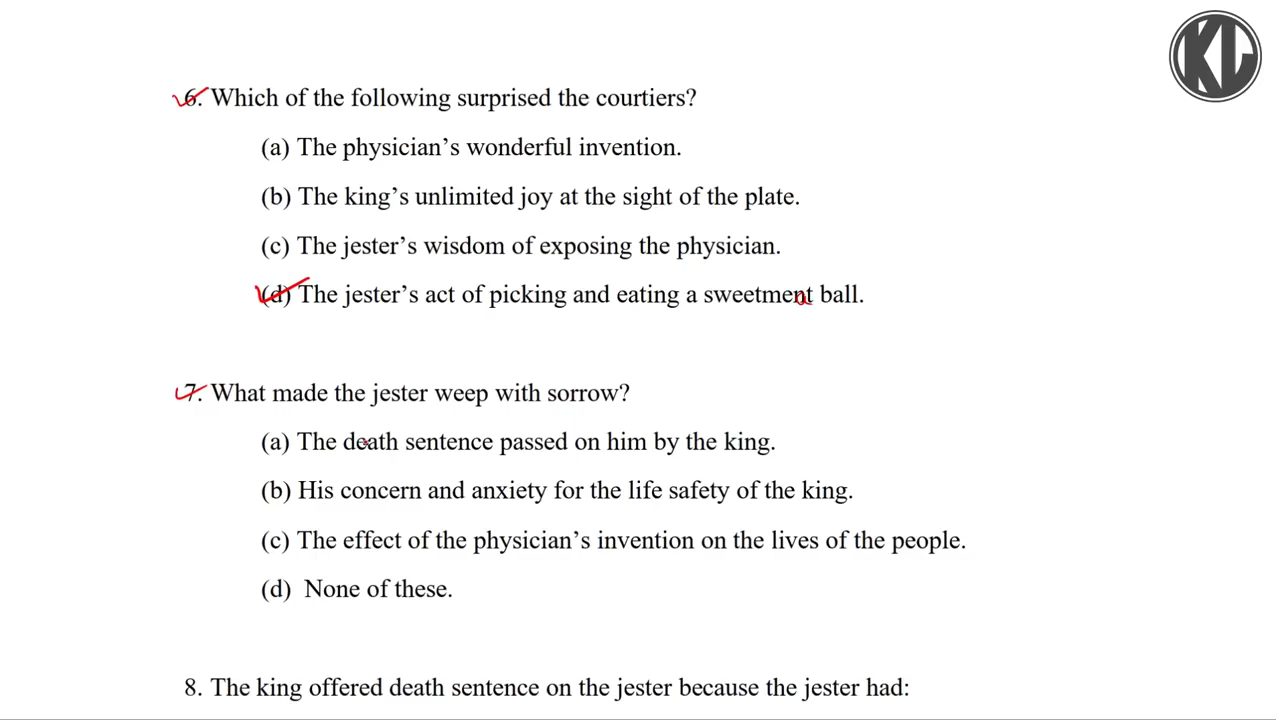 KL
6. Which of the following surprised the courtiers?
(a) The physician’s wonderful invention.
(b) The king’s unlimited joy at the sight of the plate.
(c) The jester’s wisdom of exposing the physician.
(d) The jester’s act of picking and eating a sweetment ball.
a
7. What made the jester weep with sorrow?
(a) The death sentence passed on him by the king.
(b) His concern and anxiety for the life safety of the king.
(c) The effect of the physician’s invention on the lives of the people.
(d) None of these.
8. The king offered death sentence on the jester because the jester had: